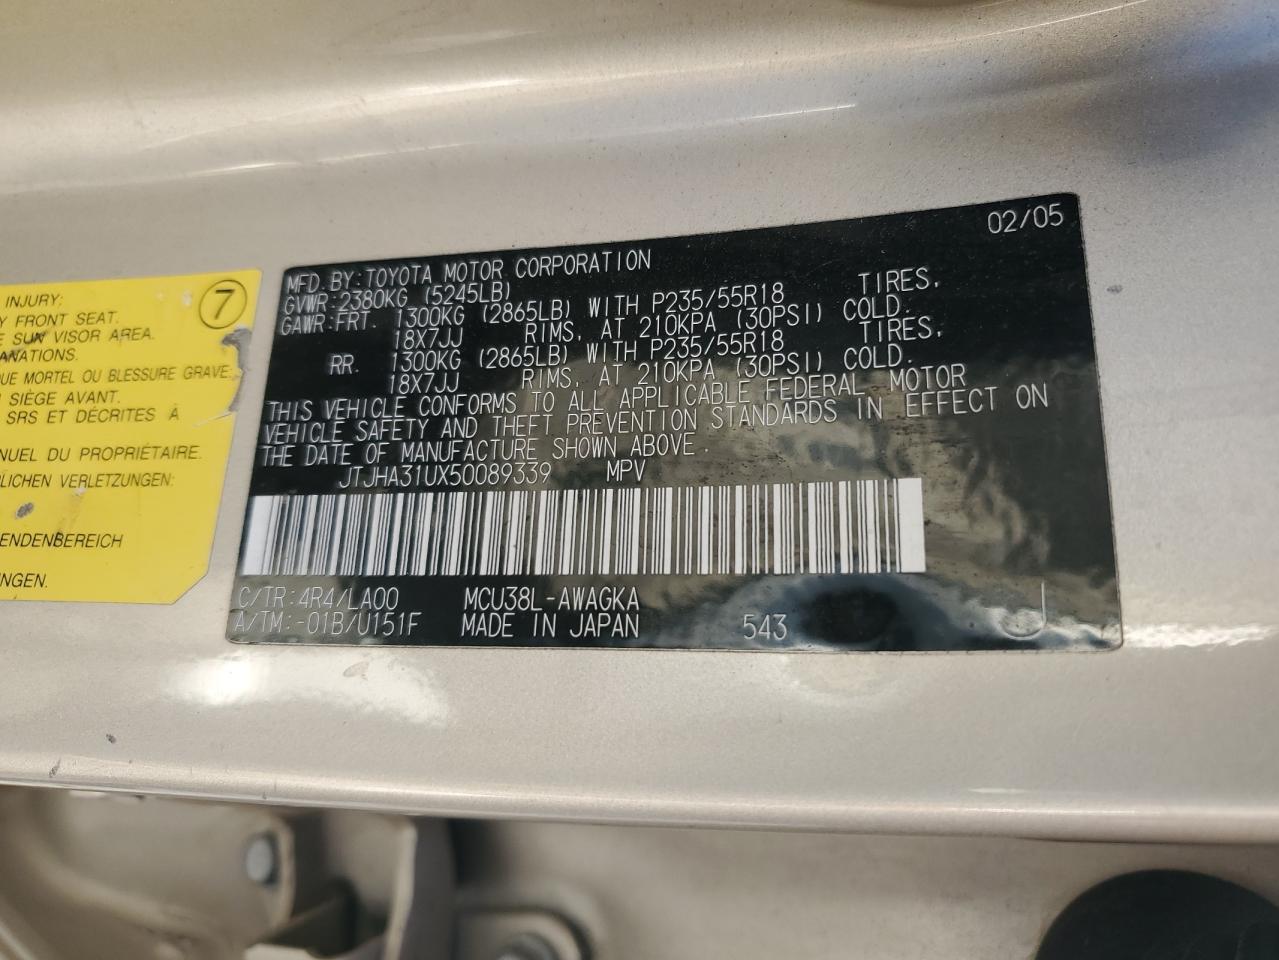 02/05
MFD. BY: TOYOTA MOTOR CORPORATION
GVWR: 2380KG (5245LB)
GAWR: FRT. 1300KG (2865LB) WITH P235/55R18 TIRES,
18X7JJ RIMS, AT 210KPA (30PSI) COLD.
RR. 1300KG (2865LB) WITH P235/55R18 TIRES,
18X7JJ RIMS, AT 210KPA (30PSI) COLD.
THIS VEHICLE CONFORMS TO ALL APPLICABLE FEDERAL MOTOR
VEHICLE SAFETY AND THEFT PREVENTION STANDARDS IN EFFECT ON
THE DATE OF MANUFACTURE SHOWN ABOVE.
JTJHA31UX50089339 MPV
C/TR: 4R4/LA00 MCU38L-AWAGKA
A/TM: -01B/U151F MADE IN JAPAN 543 J
7
INJURY;
FRONT SEAT.
SUN VISOR AREA.
ANATIONS.
QUE MORTEL OU BLESSURE GRAVE;
SIÈGE AVANT.
SRS ET DÉCRITES À
NUEL DU PROPRIÉTAIRE.
LICHEN VERLETZUNGEN:
ENDENBEREICH
NGEN.